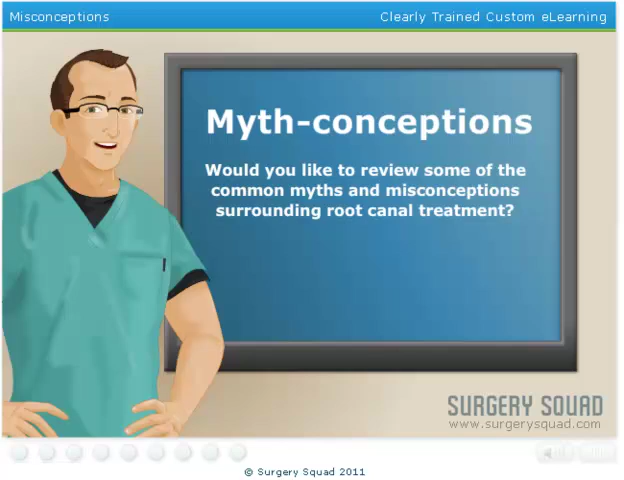 Misconceptions
Clearly Trained Custom eLearning
Myth-conceptions
Would you like to review some of the
common myths and misconceptions
surrounding root canal treatment?
SURGERY SQUAD
www.surgerysquad.com
© Surgery Squad 2011